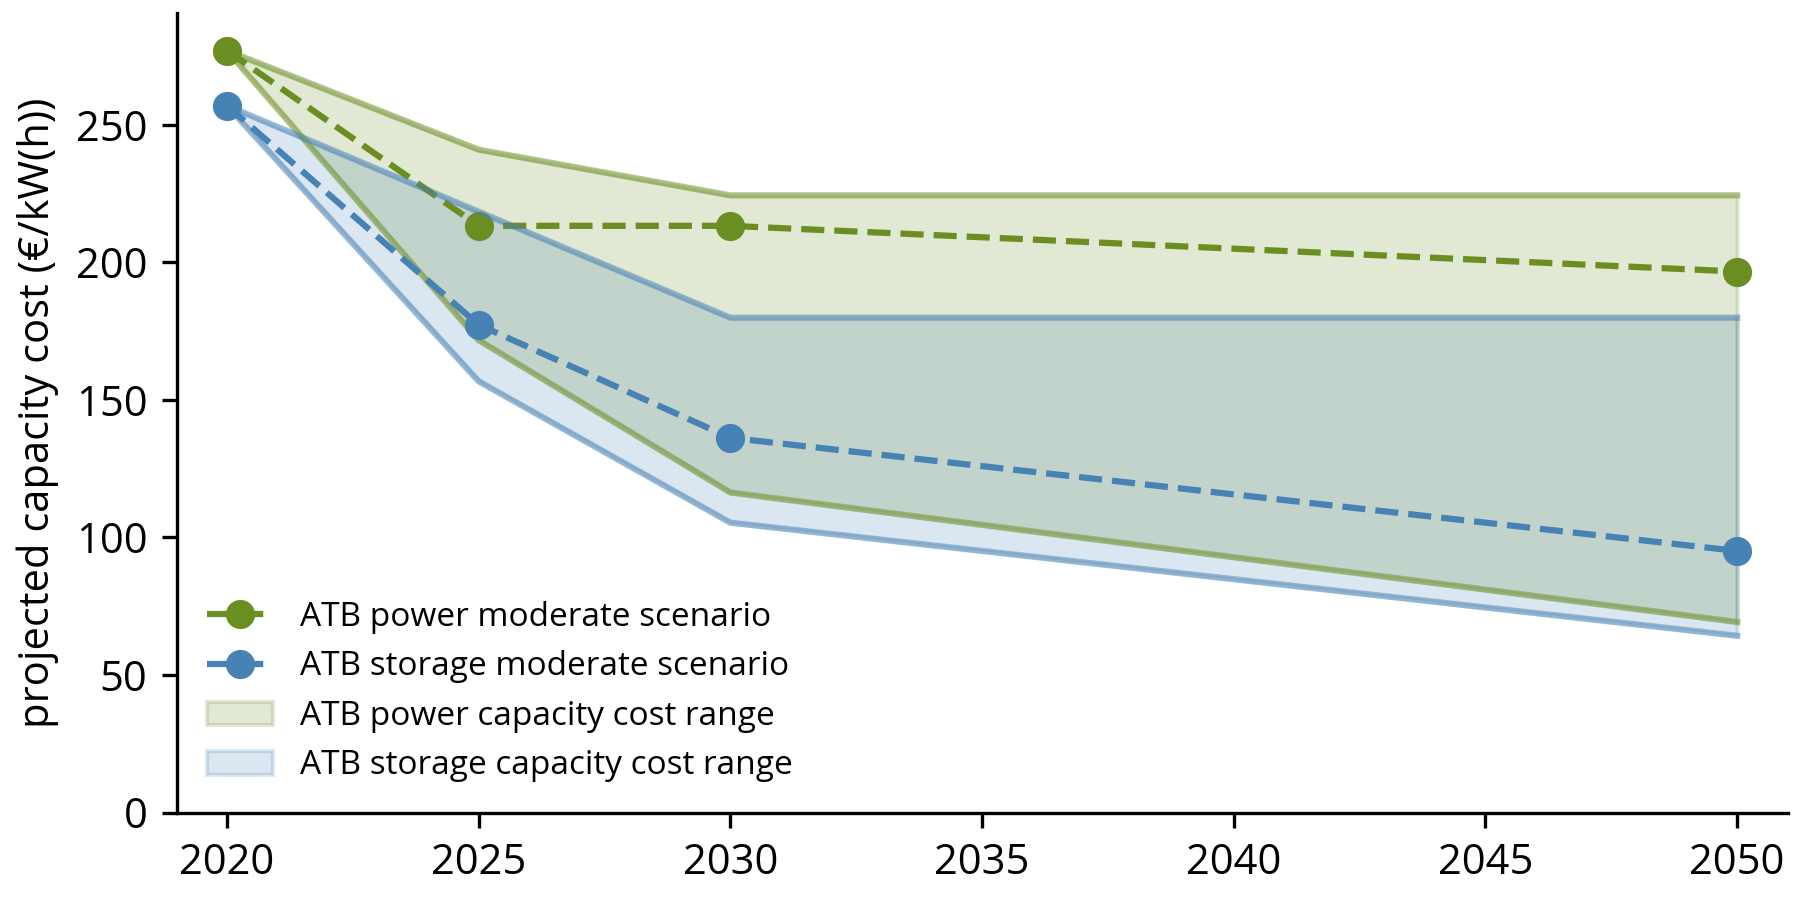 projected capacity cost (€/kW(h))
250
200
150
100
50
0
ATB power moderate scenario
ATB storage moderate scenario
ATB power capacity cost range
ATB storage capacity cost range
2020 2025 2030 2035 2040 2045 2050